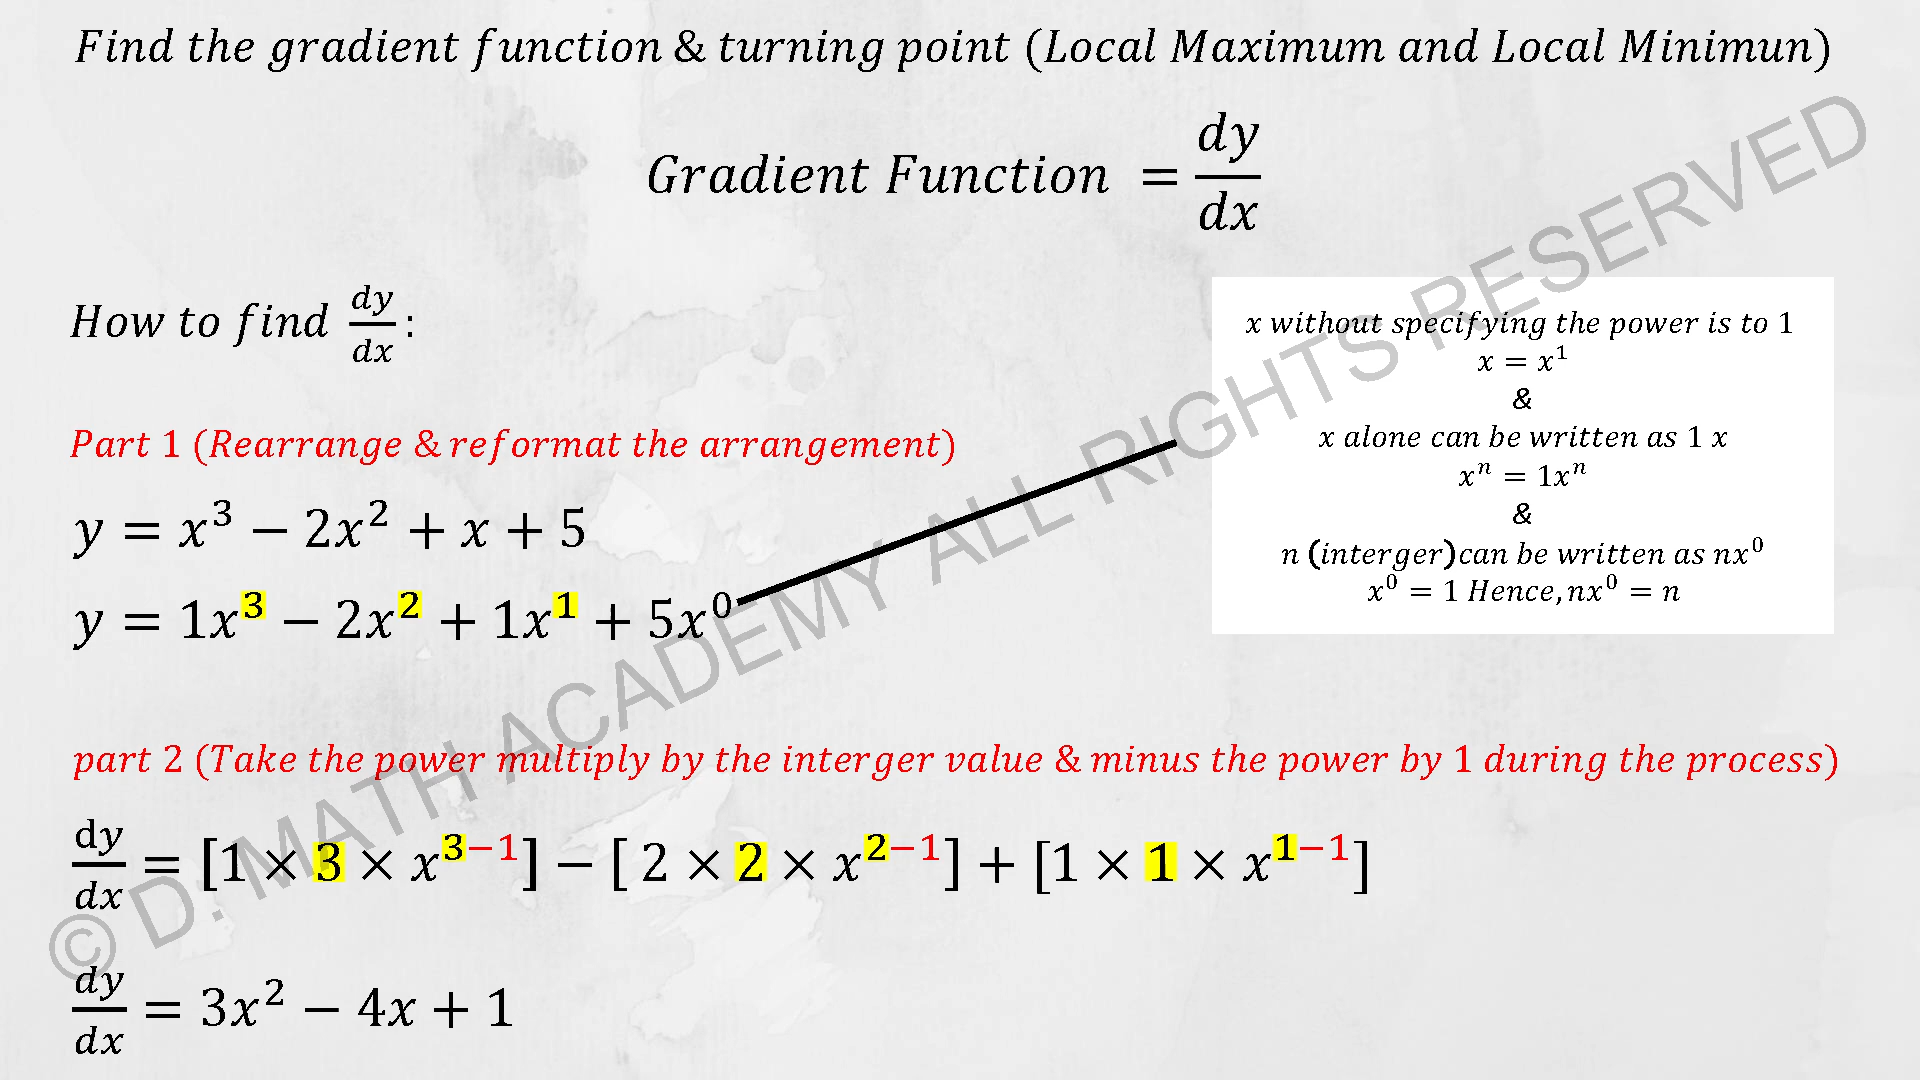 Find the gradient function & turning point (Local Maximum and Local Minimun)
Gradient Function = dy/dx
How to find dy/dx:
x without specifying the power is to 1
x = x¹
&
x alone can be written as 1 x
xⁿ = 1xⁿ
&
n (interger)can be written as nx⁰
x⁰ = 1 Hence, nx⁰ = n
Part 1 (Rearrange & reformat the arrangement)
y = x³ − 2x² + x + 5
y = 1x³ − 2x² + 1x¹ + 5x⁰
part 2 (Take the power multiply by the interger value & minus the power by 1 during the process)
dy/dx = [1 × 3 × x³⁻¹] − [ 2 × 2 × x²⁻¹] + [1 × 1 × x¹⁻¹]
dy/dx = 3x² − 4x + 1
© D. MATH ACADEMY ALL RIGHTS RESERVED